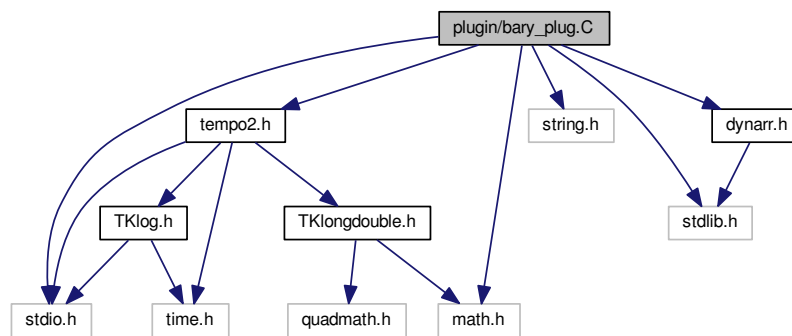 plugin/bary_plug.C
tempo2.h
string.h
dynarr.h
TKlog.h
TKlongdouble.h
stdlib.h
stdio.h
time.h
quadmath.h
math.h